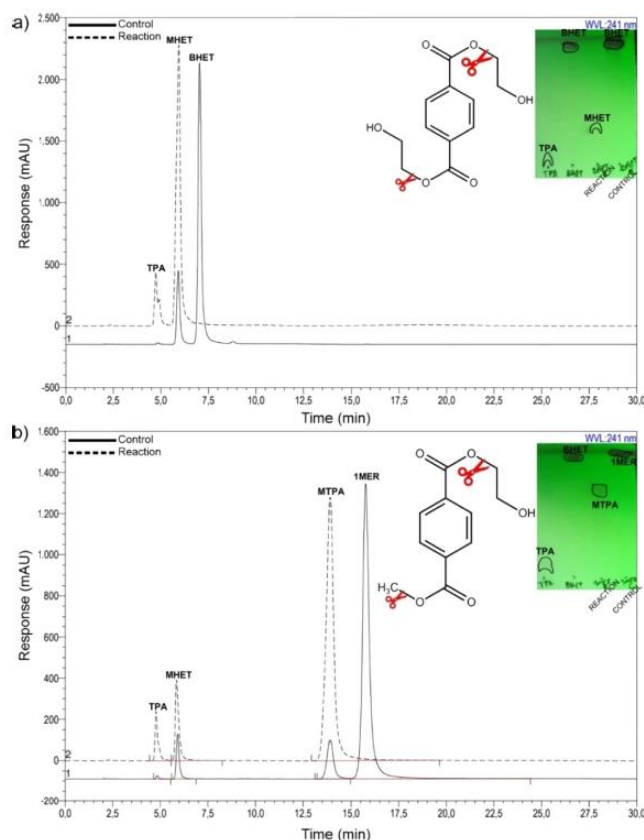 a)
Control
Reaction
MHET
BHET
TPA
WVL:241 nm
BHET
BHET
MHET
TPA
TPA
BHET
REACTION
CONTROL
O
O
OH
HO
O
O
2.500
2.000
1.500
1.000
500
0
-500
2
1
Response (mAU)
0,0 2,5 5,0 7,5 10,0 12,5 15,0 17,5 20,0 22,5 25,0 27,5 30,0
Time (min)
b)
Control
Reaction
MTPA
1MER
MHET
TPA
WVL:241 nm
BHET
1MER
MTPA
TPA
REACTION
CONTROL
O
O
OH
H₃C
O
O
1.600
1.400
1.200
1.000
800
600
400
200
0
-200
2
1
Response (mAU)
0,0 2,5 5,0 7,5 10,0 12,5 15,0 17,5 20,0 22,5 25,0 27,5 30,0
Time (min)